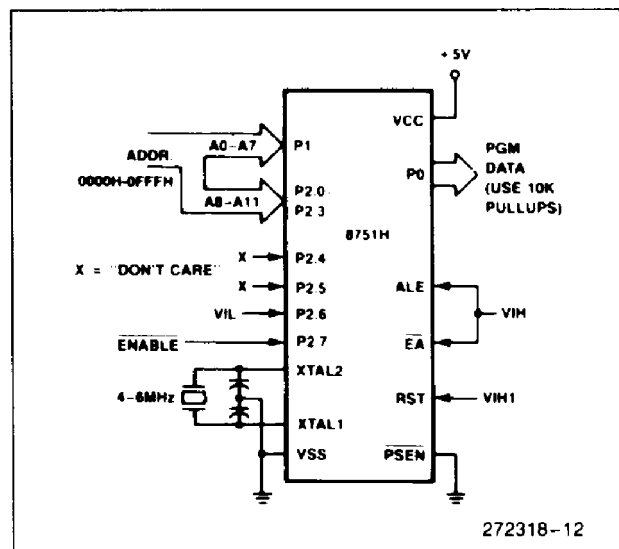 +5V
VCC
A0-A7
P1
PGM
DATA
(USE 10K
PULLUPS)
ADDR.
0000H-0FFFH
P0
P2.0-
P2.3
A8-A11
8751H
X
P2.4
X = "DON'T CARE"
X
P2.5
ALE
VIL
P2.6
VIH
ENABLE
P2.7
EA
XTAL2
4-6MHz
RST
VIH1
XTAL1
VSS
PSEN
272318-12